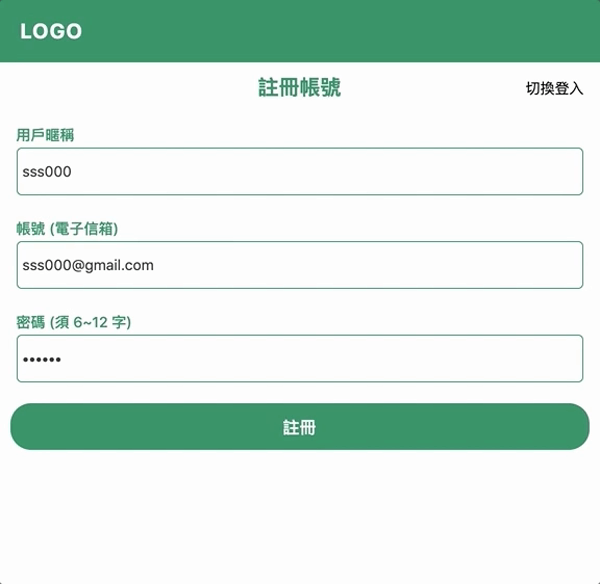 LOGO
註冊帳號
切換登入
用戶暱稱
sss000
帳號 (電子信箱)
sss000@gmail.com
密碼 (須 6~12 字)
••••••
註冊